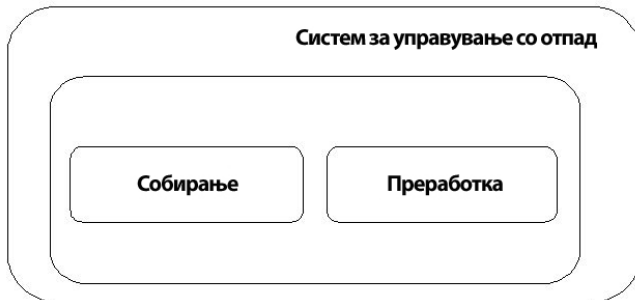 Систем за управување со отпад
Собирање
Преработка